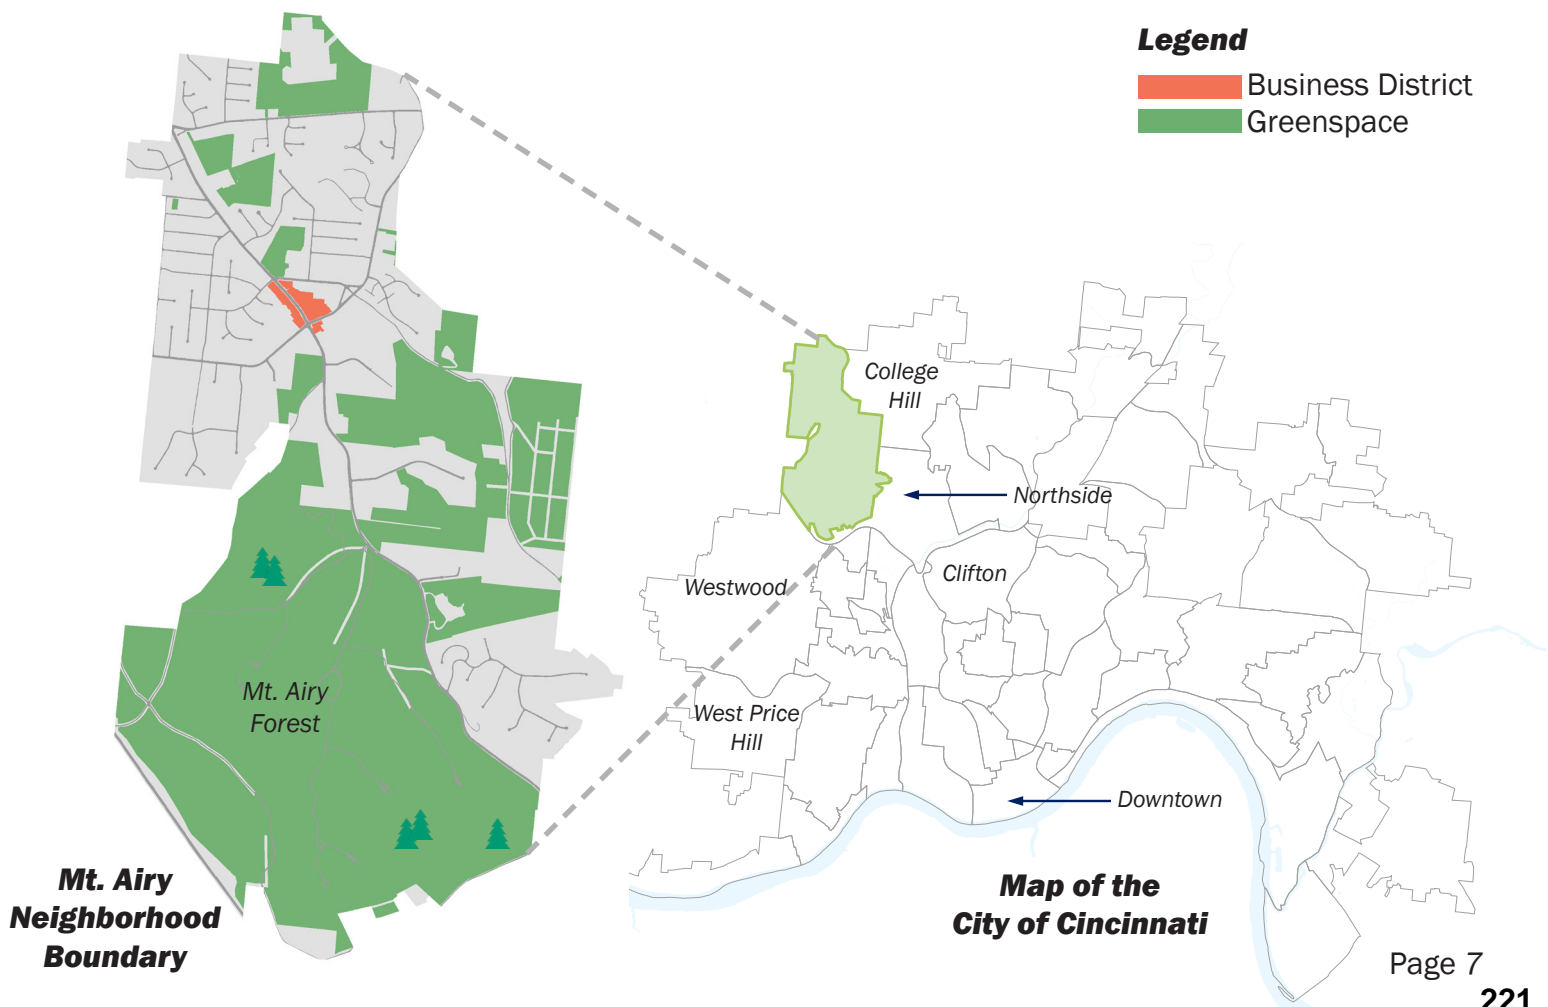 Legend
Business District
Greenspace
College
Hill
Northside
Westwood
Clifton
Mt. Airy
Forest
West Price
Hill
Downtown
Mt. Airy
Neighborhood
Boundary
Map of the
City of Cincinnati
Page 7
221